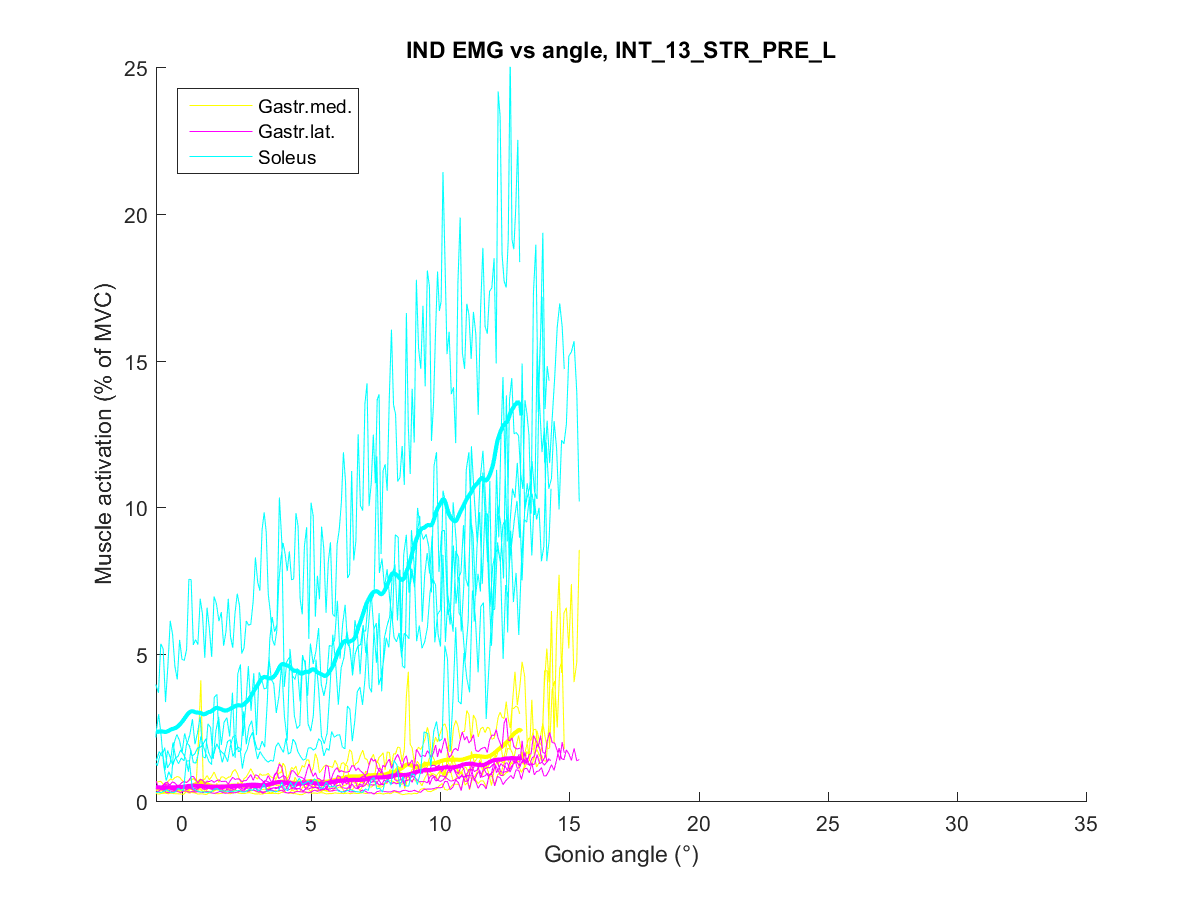 IND EMG vs angle, INT_13_STR_PRE_L
25
20
15
10
5
0
Muscle activation (% of MVC)
Gastr.med.
Gastr.lat.
Soleus
0 5 10 15 20 25 30 35
Gonio angle (°)